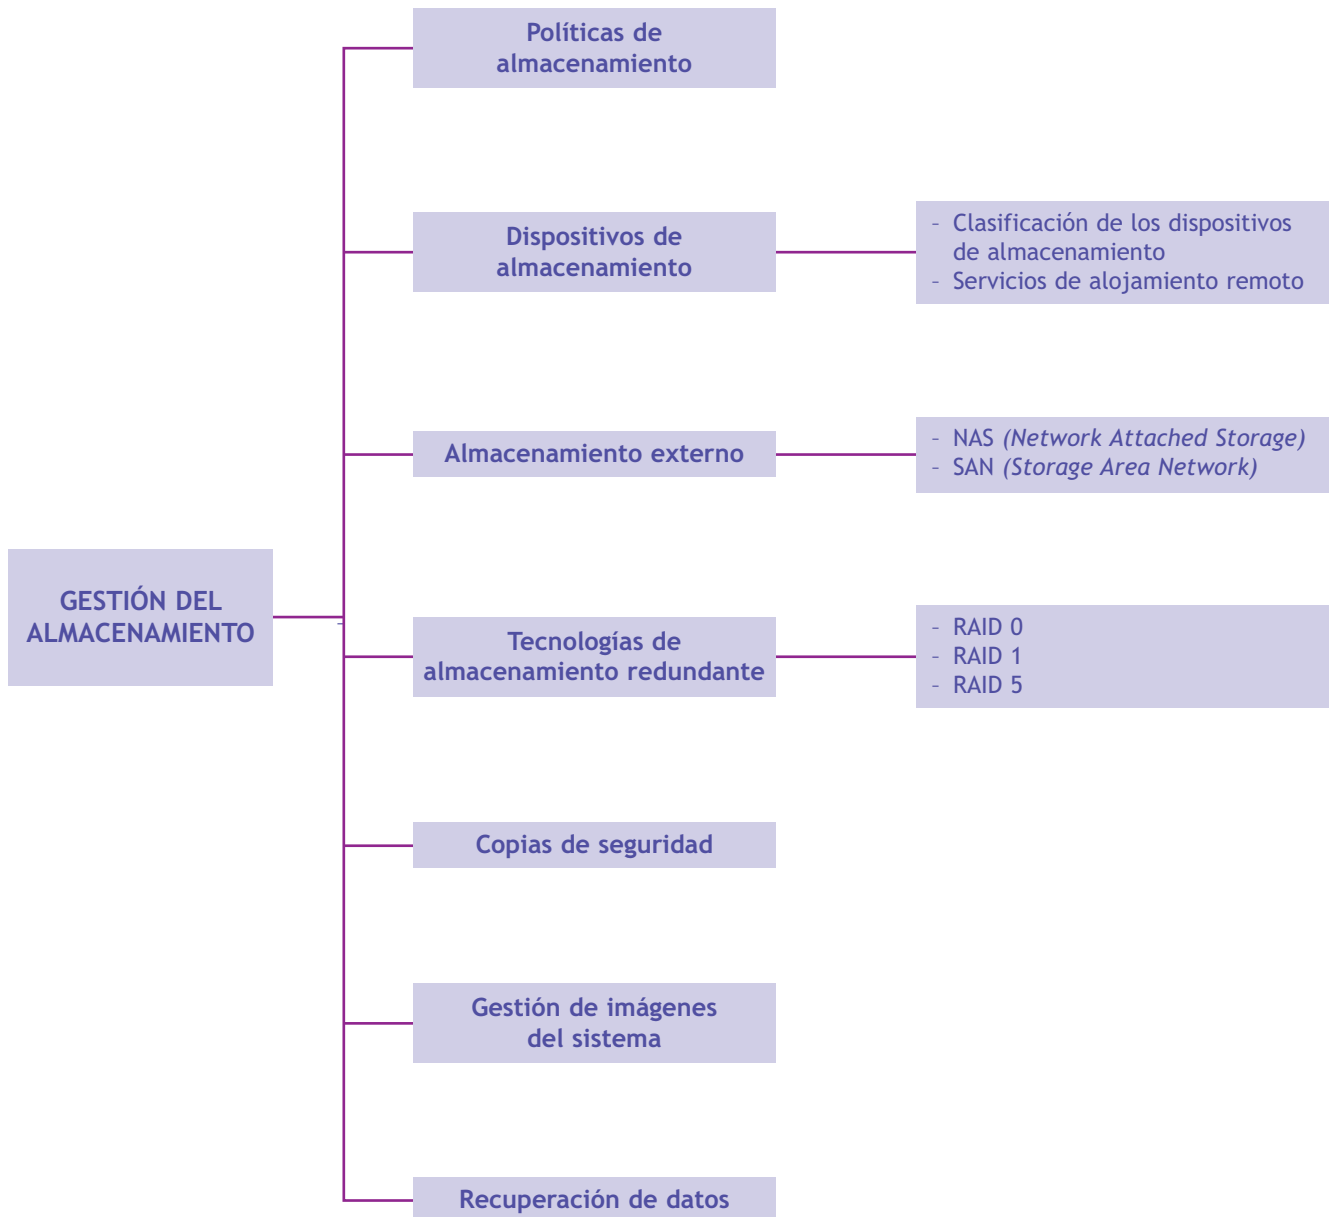 Políticas de
almacenamiento
Dispositivos de
almacenamiento
- Clasificación de los dispositivos
de almacenamiento
- Servicios de alojamiento remoto
Almacenamiento externo
- NAS (Network Attached Storage)
- SAN (Storage Area Network)
GESTIÓN DEL
ALMACENAMIENTO
Tecnologías de
almacenamiento redundante
- RAID 0
- RAID 1
- RAID 5
Copias de seguridad
Gestión de imágenes
del sistema
Recuperación de datos